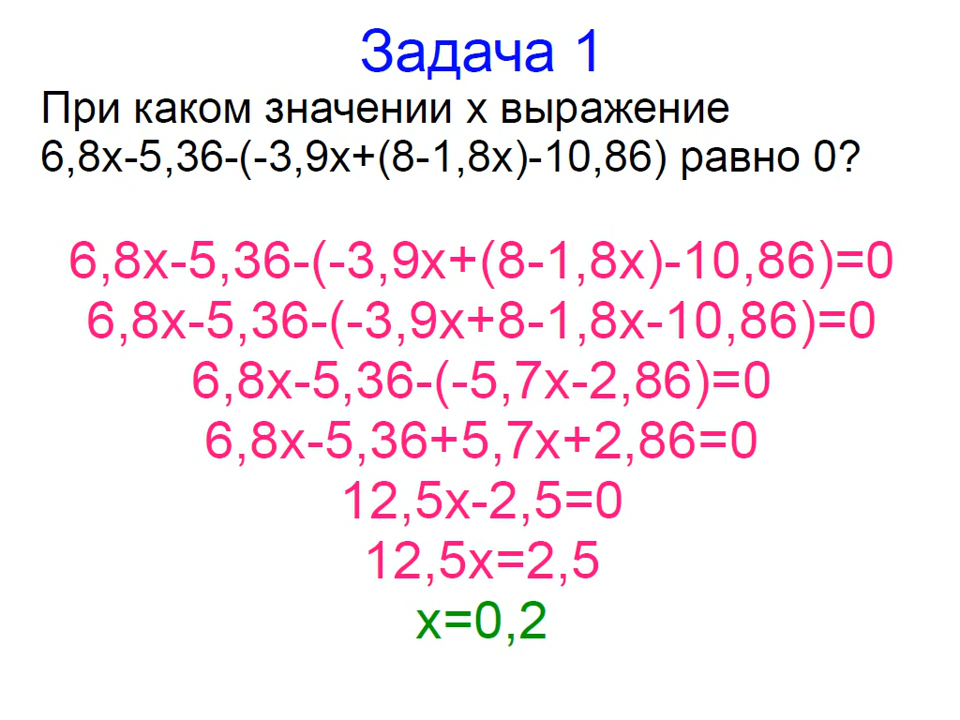 Задача 1
При каком значении х выражение
6,8х-5,36-(-3,9х+(8-1,8х)-10,86) равно 0?
6,8х-5,36-(-3,9х+(8-1,8х)-10,86)=0
6,8х-5,36-(-3,9х+8-1,8х-10,86)=0
6,8х-5,36-(-5,7х-2,86)=0
6,8х-5,36+5,7х+2,86=0
12,5х-2,5=0
12,5х=2,5
х=0,2